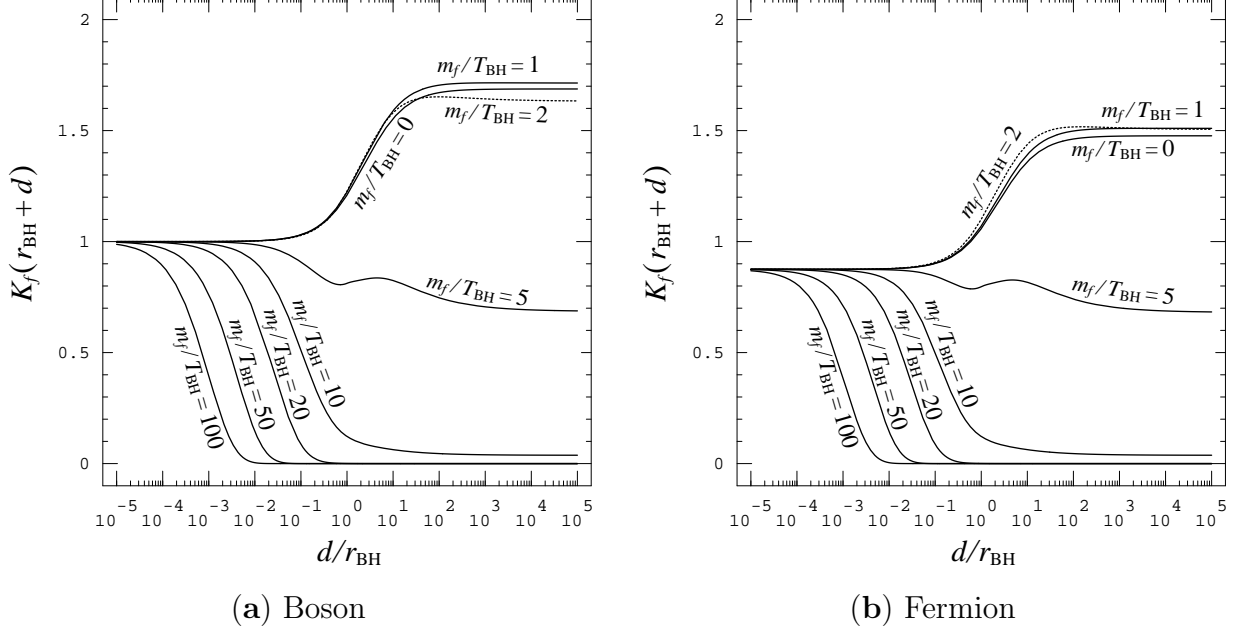 2
1.5
1
0.5
0
K_f(r_BH + d)
m_f/T_BH = 1
m_f/T_BH = 2
m_f/T_BH = 0
m_f/T_BH = 5
m_f/T_BH = 10
m_f/T_BH = 20
m_f/T_BH = 50
m_f/T_BH = 100
10^-5 10^-4 10^-3 10^-2 10^-1 10^0 10^1 10^2 10^3 10^4 10^5
d/r_BH
(a) Boson
2
1.5
1
0.5
0
K_f(r_BH + d)
m_f/T_BH = 1
m_f/T_BH = 0
m_f/T_BH = 2
m_f/T_BH = 5
m_f/T_BH = 10
m_f/T_BH = 20
m_f/T_BH = 50
m_f/T_BH = 100
10^-5 10^-4 10^-3 10^-2 10^-1 10^0 10^1 10^2 10^3 10^4 10^5
d/r_BH
(b) Fermion